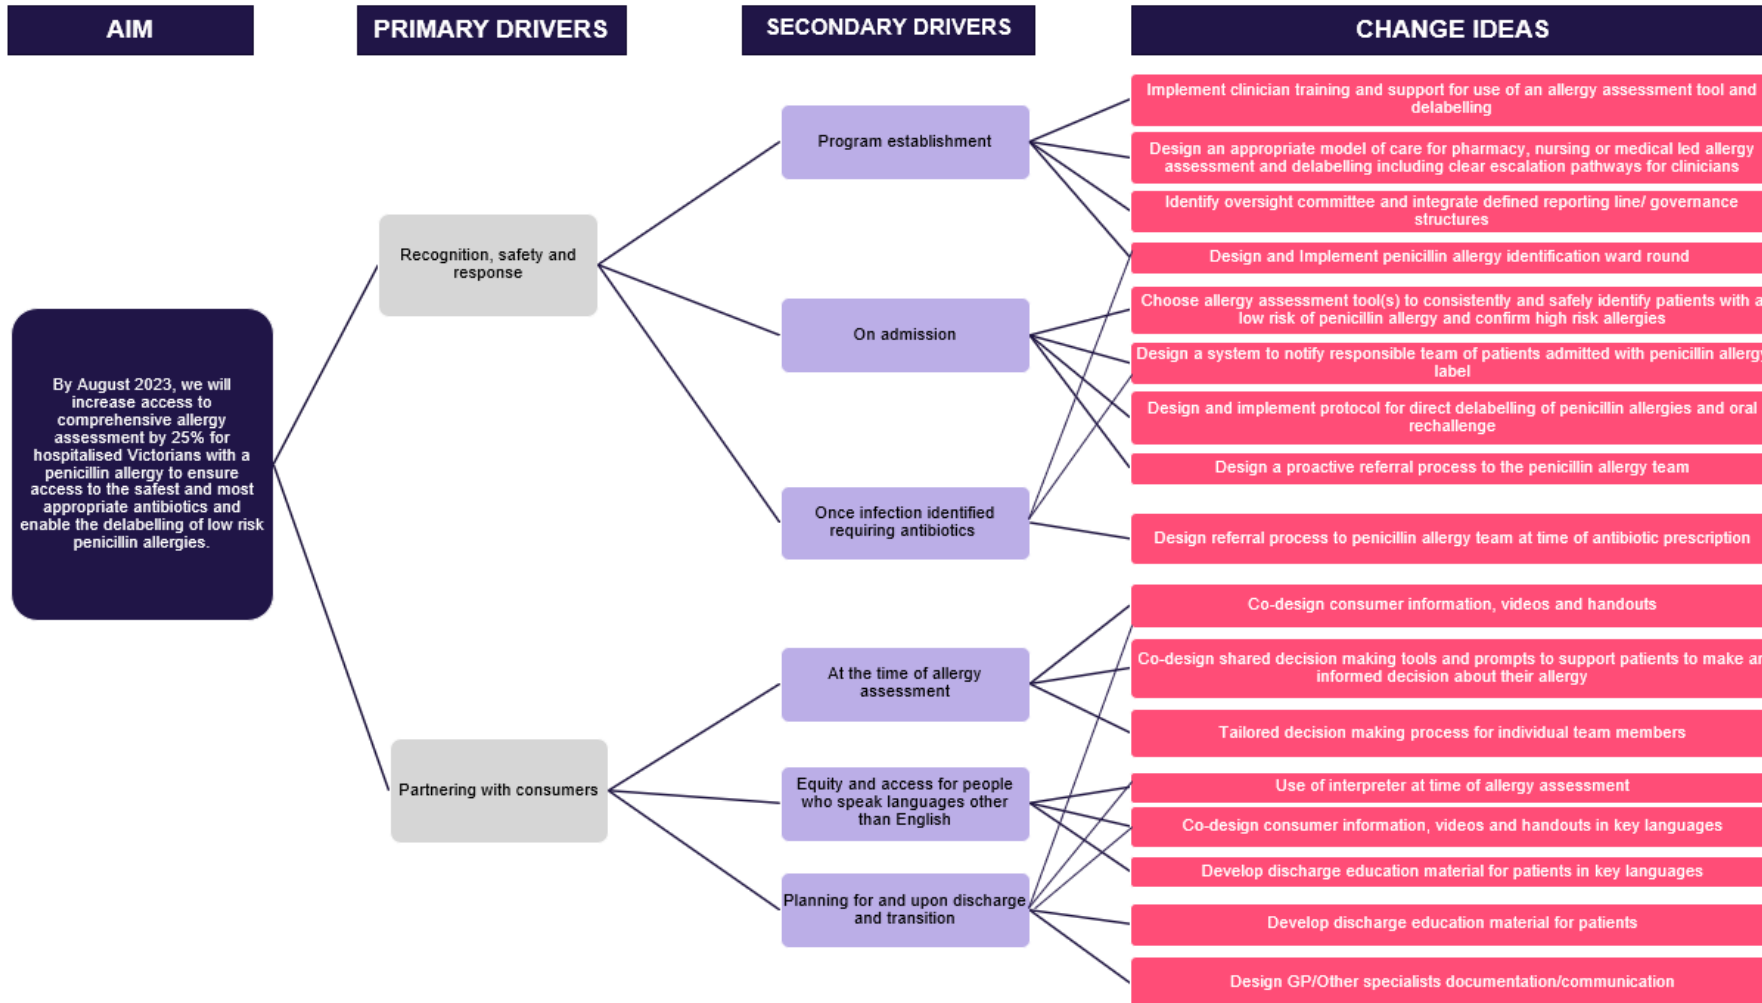 AIM
PRIMARY DRIVERS
SECONDARY DRIVERS
CHANGE IDEAS
By August 2023, we will
increase access to
comprehensive allergy
assessment by 25% for
hospitalised Victorians with a
penicillin allergy to ensure
access to the safest and most
appropriate antibiotics and
enable the delabelling of low risk
penicillin allergies.
Recognition, safety and
response
Partnering with consumers
Program establishment
On admission
Once infection identified
requiring antibiotics
At the time of allergy
assessment
Equity and access for people
who speak languages other
than English
Planning for and upon discharge
and transition
Implement clinician training and support for use of an allergy assessment tool and
delabelling
Design an appropriate model of care for pharmacy, nursing or medical led allergy
assessment and delabelling including clear escalation pathways for clinicians
Identify oversight committee and integrate defined reporting line/ governance
structures
Design and Implement penicillin allergy identification ward round
Choose allergy assessment tool(s) to consistently and safely identify patients with a
low risk of penicillin allergy and confirm high risk allergies
Design a system to notify responsible team of patients admitted with penicillin allergy
label
Design and implement protocol for direct delabelling of penicillin allergies and oral
rechallenge
Design a proactive referral process to the penicillin allergy team
Design referral process to penicillin allergy team at time of antibiotic prescription
Co-design consumer information, videos and handouts
Co-design shared decision making tools and prompts to support patients to make an
informed decision about their allergy
Tailored decision making process for individual team members
Use of interpreter at time of allergy assessment
Co-design consumer information, videos and handouts in key languages
Develop discharge education material for patients in key languages
Develop discharge education material for patients
Design GP/Other specialists documentation/communication